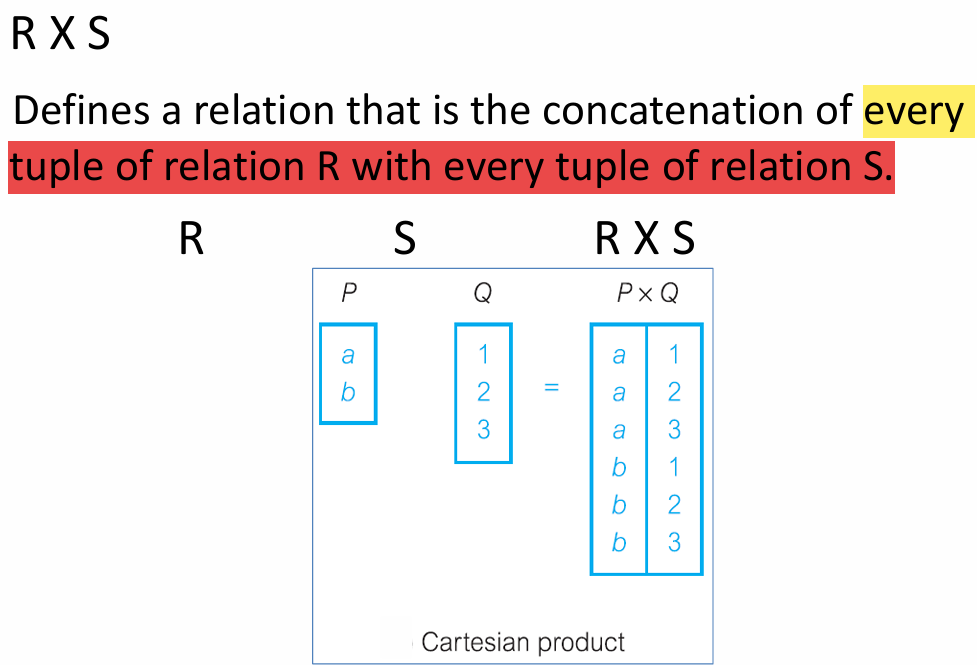 R X S
Defines a relation that is the concatenation of every
tuple of relation R with every tuple of relation S.
R S R X S
P Q P × Q
a 1 a 1
b 2 = a 2
3 a 3
b 1
b 2
b 3
Cartesian product